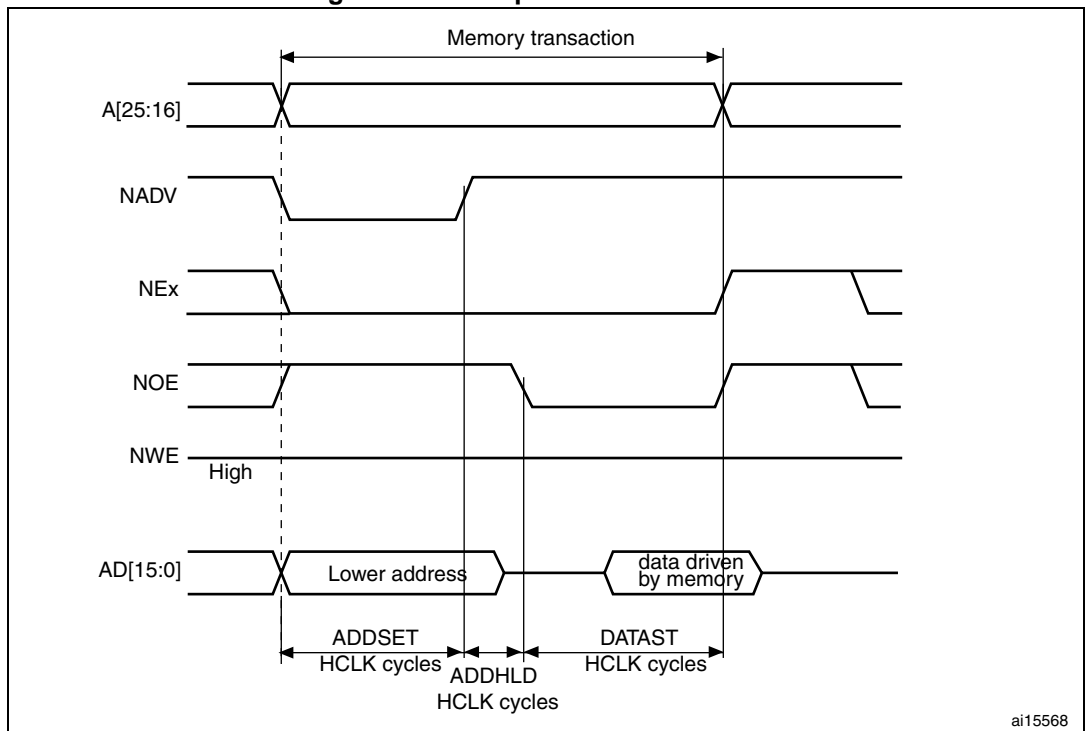 Memory transaction
A[25:16]
NADV
NEx
NOE
NWE
High
AD[15:0]
Lower address
data driven
by memory
ADDSET
HCLK cycles
ADDHLD
HCLK cycles
DATAST
HCLK cycles
ai15568